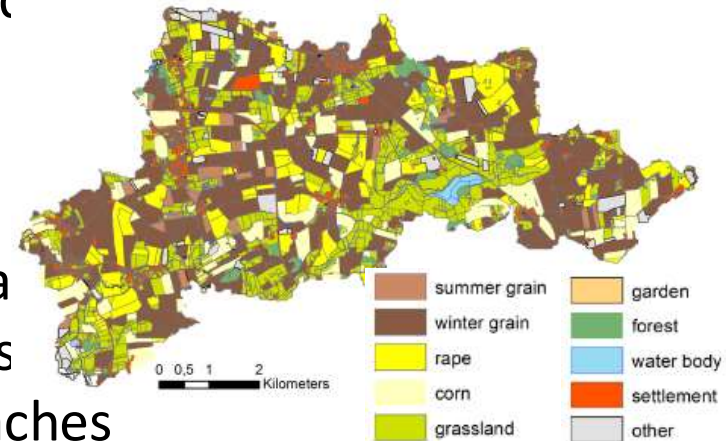 a
s
aches
0 0,5 1 2
Kilometers
summer grain
winter grain
rape
corn
grassland
garden
forest
water body
settlement
other